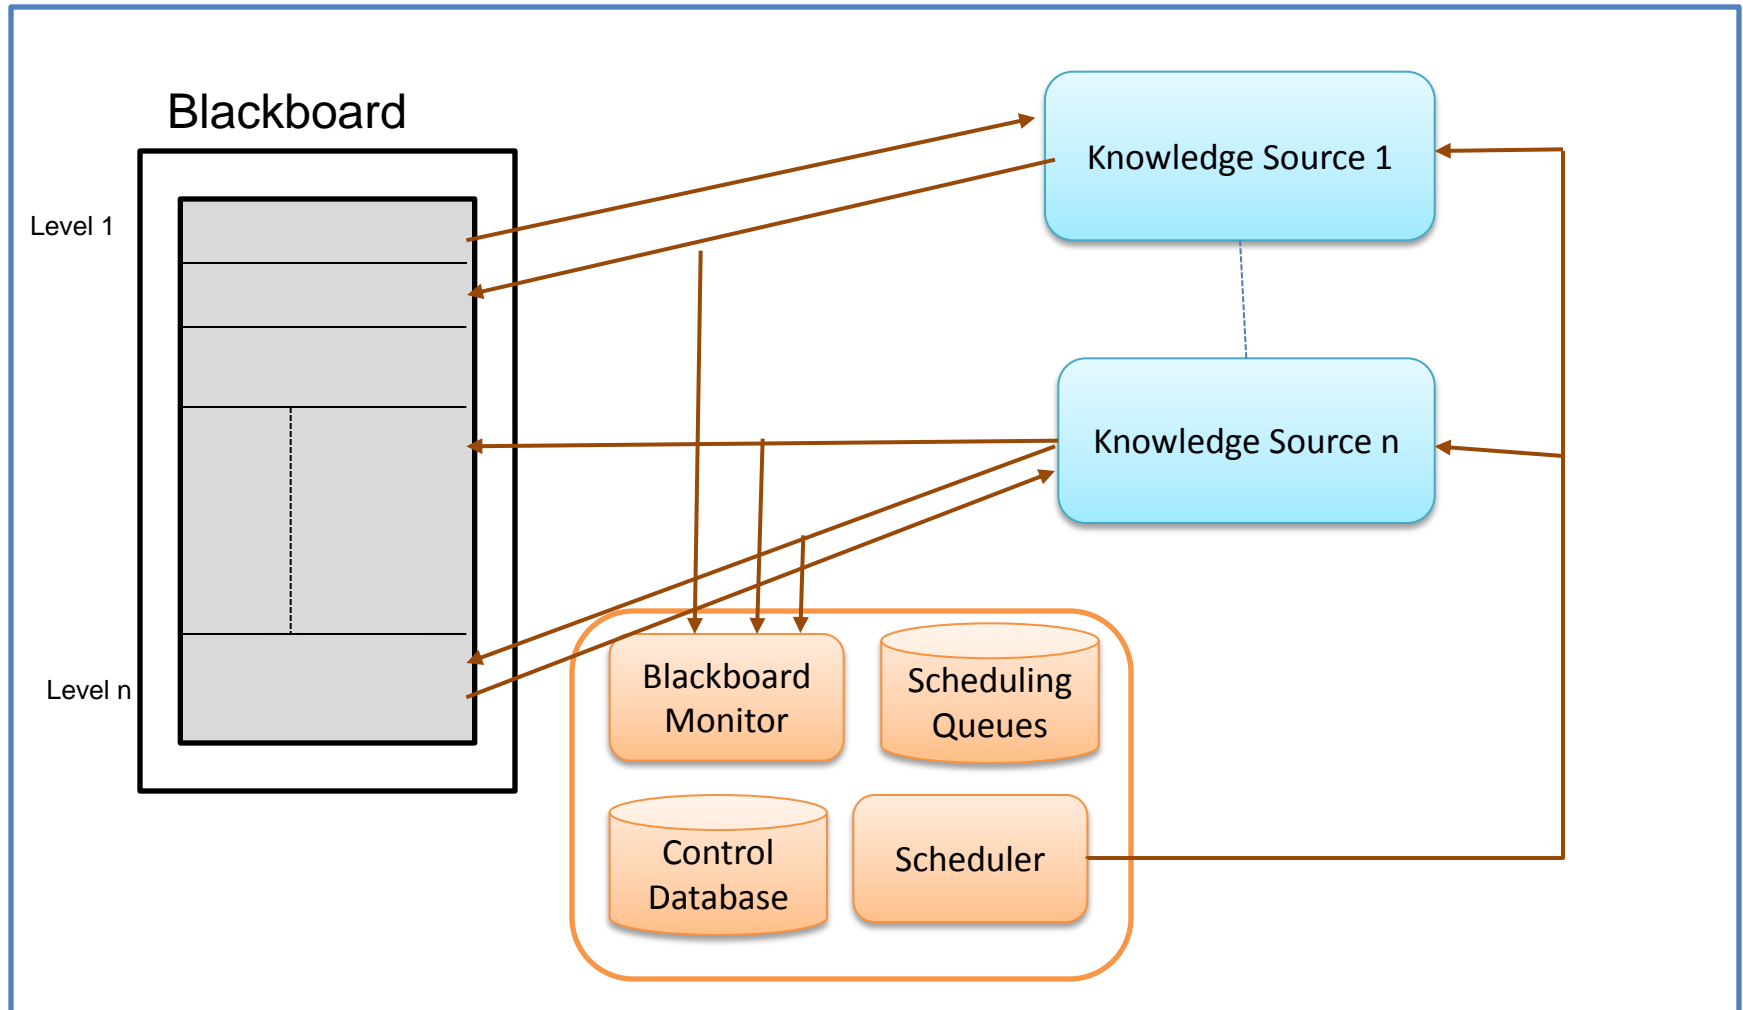 Blackboard
Knowledge Source 1
Level 1
Knowledge Source n
Level n
Blackboard
Monitor
Scheduling
Queues
Control
Database
Scheduler